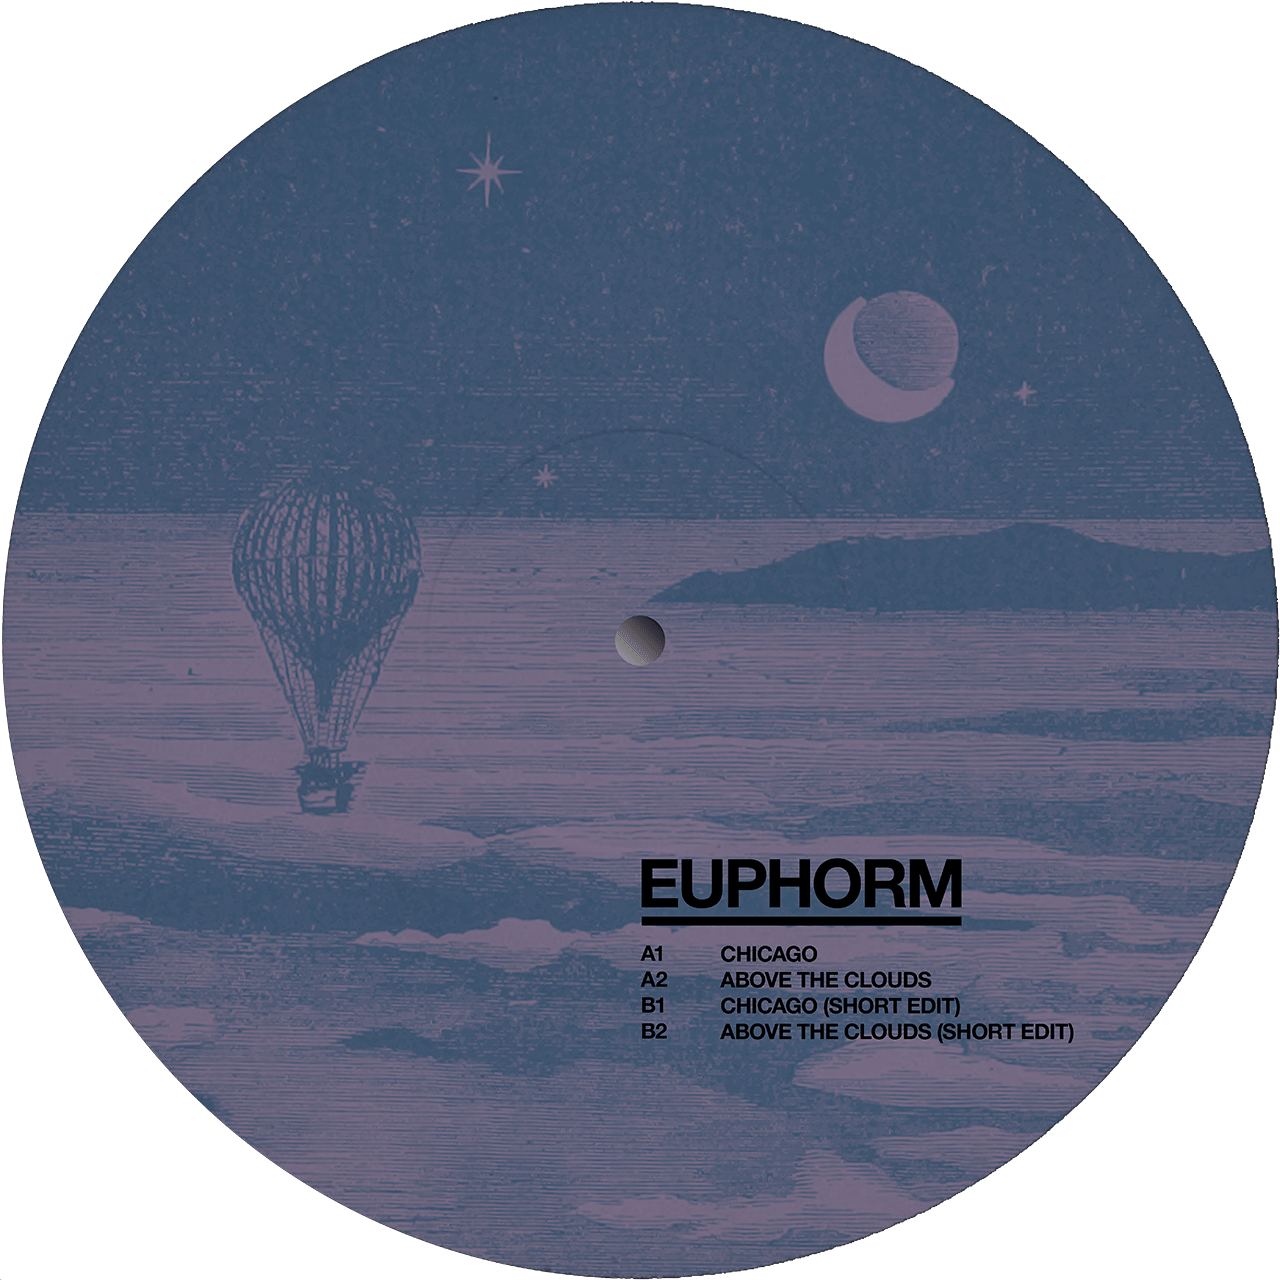 EUPHORM
A1 CHICAGO
A2 ABOVE THE CLOUDS
B1 CHICAGO (SHORT EDIT)
B2 ABOVE THE CLOUDS (SHORT EDIT)